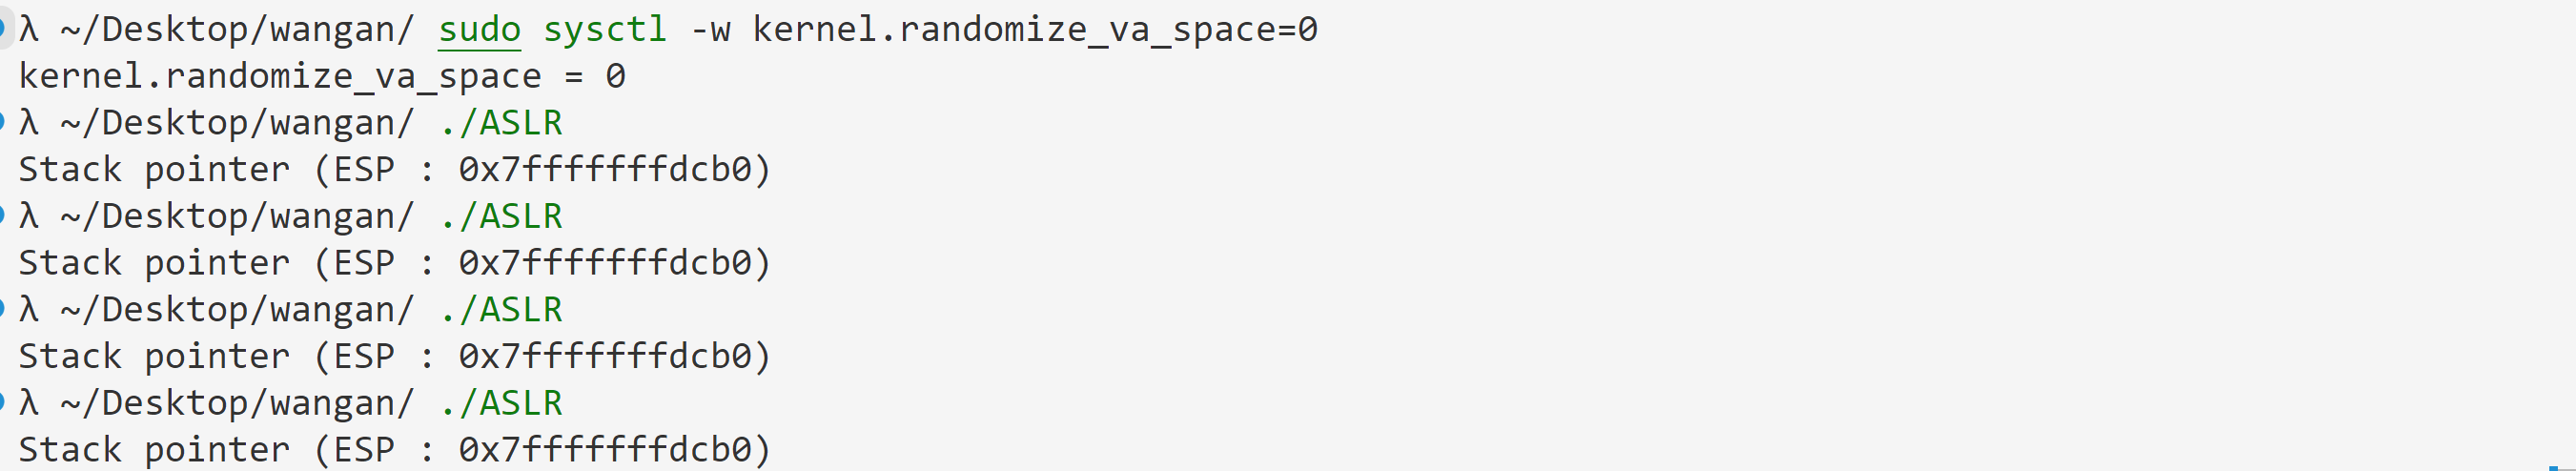 λ ~/Desktop/wangan/ sudo sysctl -w kernel.randomize_va_space=0
kernel.randomize_va_space = 0
λ ~/Desktop/wangan/ ./ASLR
Stack pointer (ESP : 0x7fffffffdcb0)
λ ~/Desktop/wangan/ ./ASLR
Stack pointer (ESP : 0x7fffffffdcb0)
λ ~/Desktop/wangan/ ./ASLR
Stack pointer (ESP : 0x7fffffffdcb0)
λ ~/Desktop/wangan/ ./ASLR
Stack pointer (ESP : 0x7fffffffdcb0)